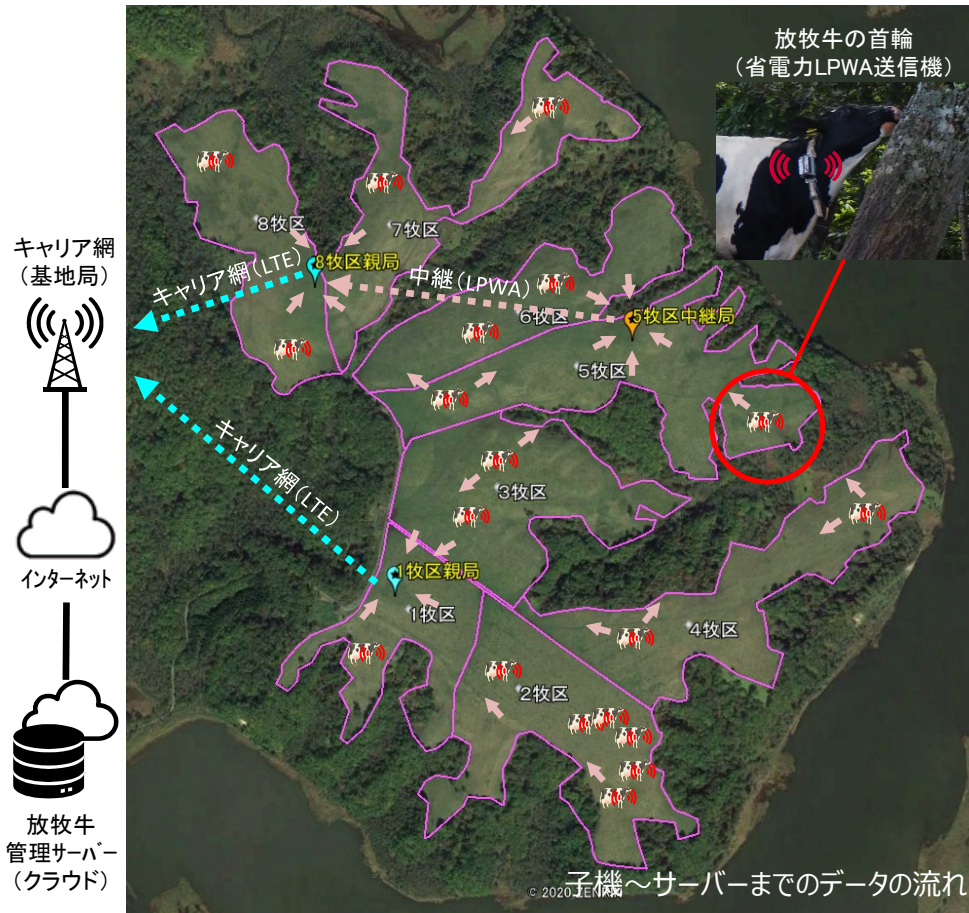 放牧牛の首輪
（省電力LPWA送信機）
8牧区
7牧区
キャリア網
（基地局）
キャリア網(LTE)
8牧区親局
中継(LPWA)
6牧区
5牧区中継局
5牧区
キャリア網(LTE)
3牧区
インターネット
1牧区親局
1牧区
4牧区
2牧区
放牧牛
管理サーバー
（クラウド）
子機～サーバーまでのデータの流れ
© 2020 ZENRIN